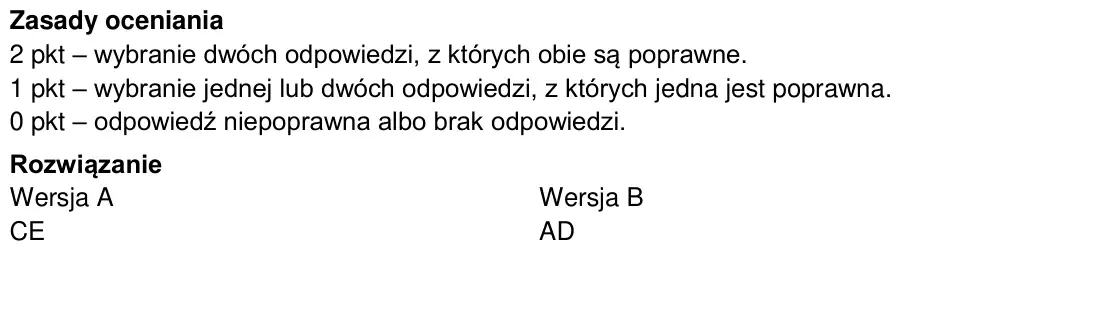 Zasady oceniania
2 pkt – wybranie dwóch odpowiedzi, z których obie są poprawne.
1 pkt – wybranie jednej lub dwóch odpowiedzi, z których jedna jest poprawna.
0 pkt – odpowiedź niepoprawna albo brak odpowiedzi.
Rozwiązanie
Wersja A Wersja B
CE AD